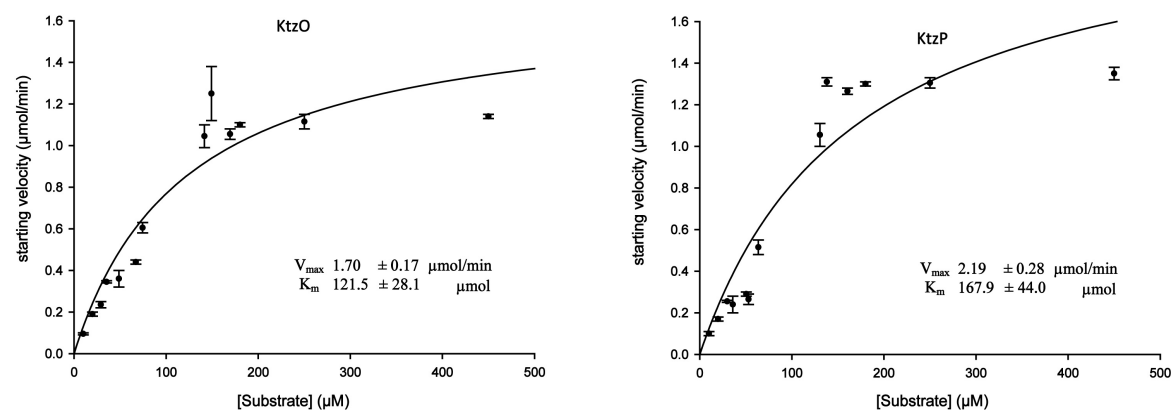 KtzO
1.6
1.4
1.2
1.0
0.8
0.6
0.4
0.2
0.0
starting velocity (μmol/min)
Vmax 1.70 ± 0.17 μmol/min
Km 121.5 ± 28.1 μmol
0 100 200 300 400 500
[Substrate] (μM)
KtzP
1.6
1.4
1.2
1.0
0.8
0.6
0.4
0.2
0.0
starting velocity (μmol/min)
Vmax 2.19 ± 0.28 μmol/min
Km 167.9 ± 44.0 μmol
0 100 200 300 400 500
[Substrate] (μM)